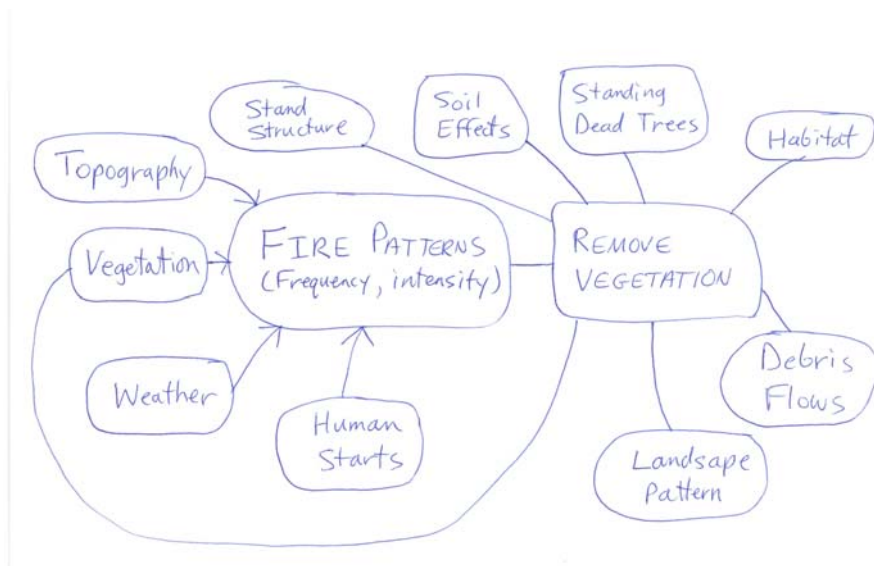 Stand
Structure
Soil
Effects
Standing
Dead Trees
Habitat
Topography
Vegetation
FIRE PATTERNS
(Frequency, intensity)
REMOVE
VEGETATION
Weather
Human
Starts
Debris
Flows
Landsape
Pattern